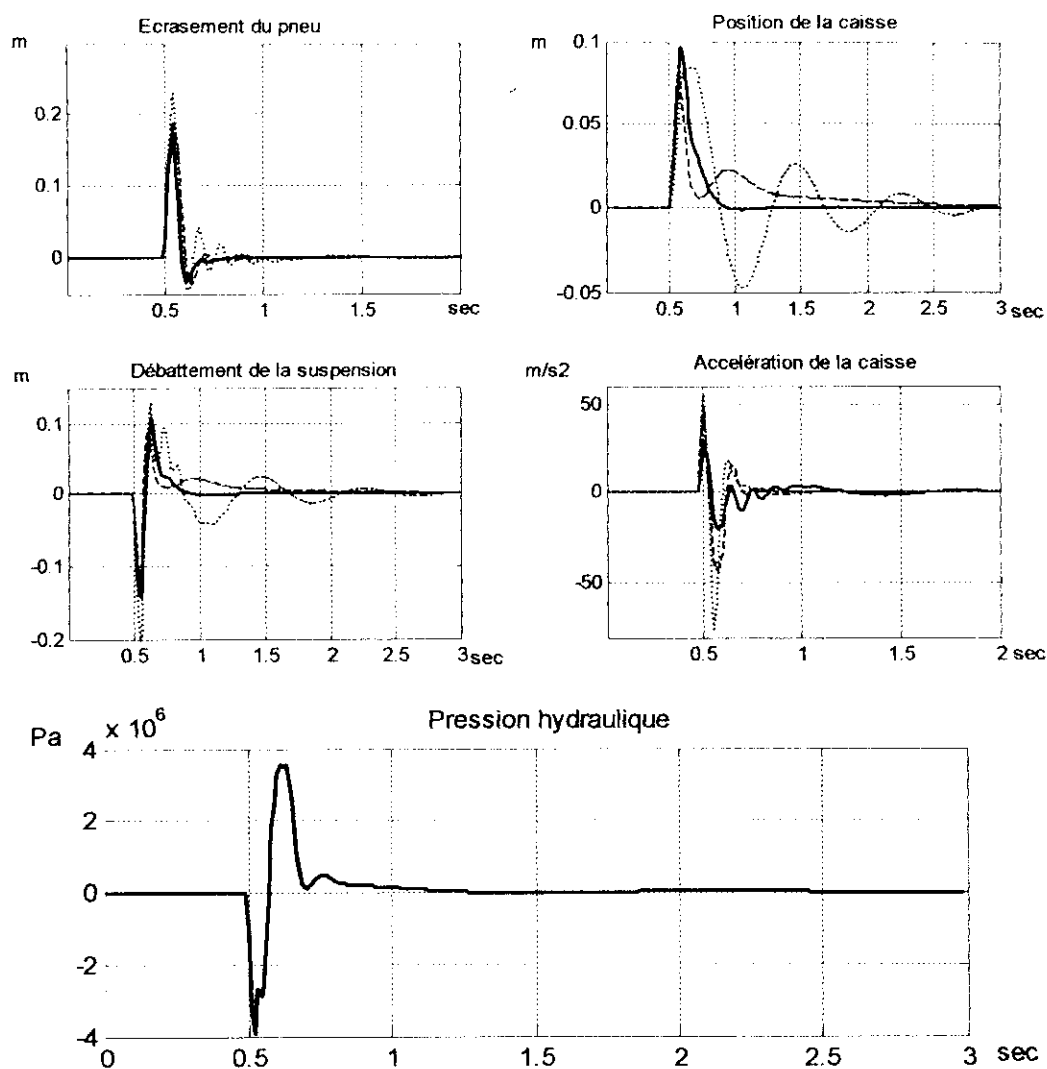 Ecrasement du pneu
m
0.2
0.1
0
0.5
1
1.5
sec
Position de la caisse
m
0.1
0.05
0
-0.05
0.5
1
1.5
2
2.5
3 sec
Débattement de la suspension
m
0.1
0
-0.1
-0.2
0.5
1
1.5
2
2.5
3 sec
Accelération de la caisse
m/s2
50
0
-50
0.5
1
1.5
2 sec
Pression hydraulique
Pa
x 10^6
4
2
0
-2
-4
0
0.5
1
1.5
2
2.5
3
sec